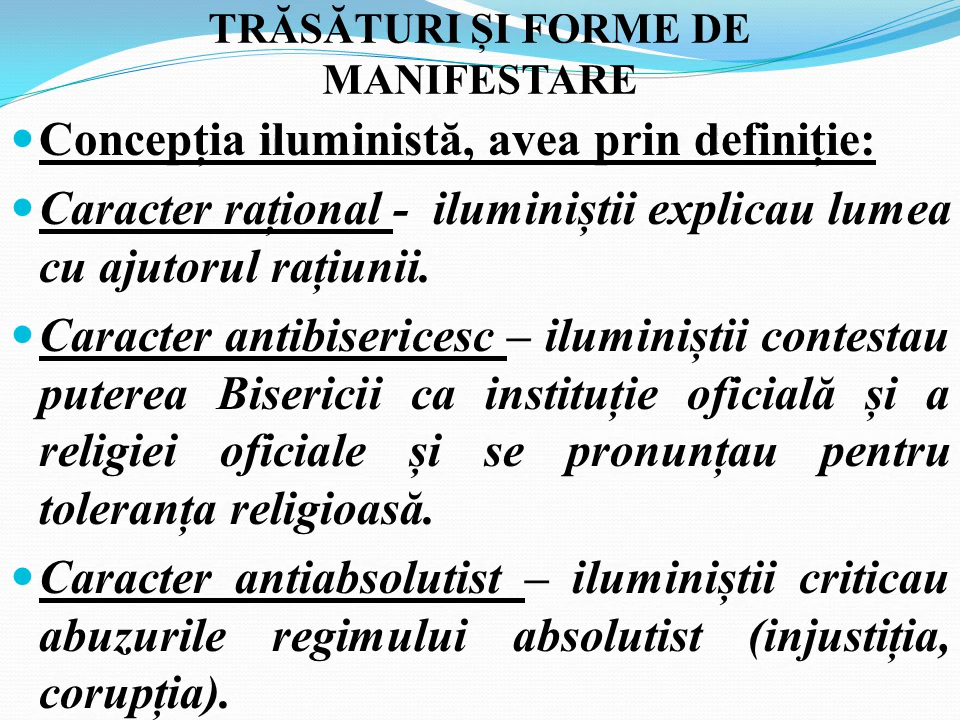 TRĂSĂTURI ȘI FORME DE
MANIFESTARE
Concepția iluministă, avea prin definiție:
Caracter rațional - iluminiștii explicau lumea
cu ajutorul rațiunii.
Caracter antibisericesc – iluminiștii contestau
puterea Bisericii ca instituție oficială și a
religiei oficiale și se pronunțau pentru
toleranța religioasă.
Caracter antiabsolutist – iluminiștii criticau
abuzurile regimului absolutist (injustiția,
corupția).